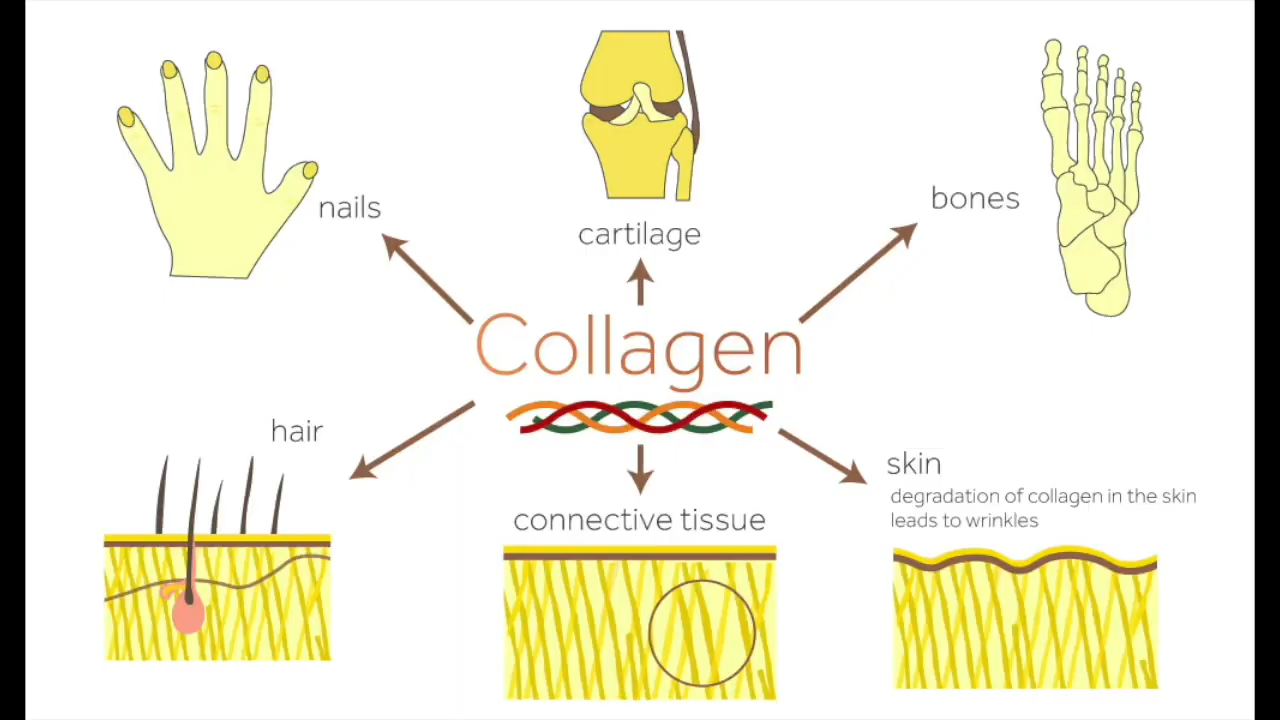 nails
cartilage
bones
Collagen
hair
connective tissue
skin
degradation of collagen in the skin
leads to wrinkles